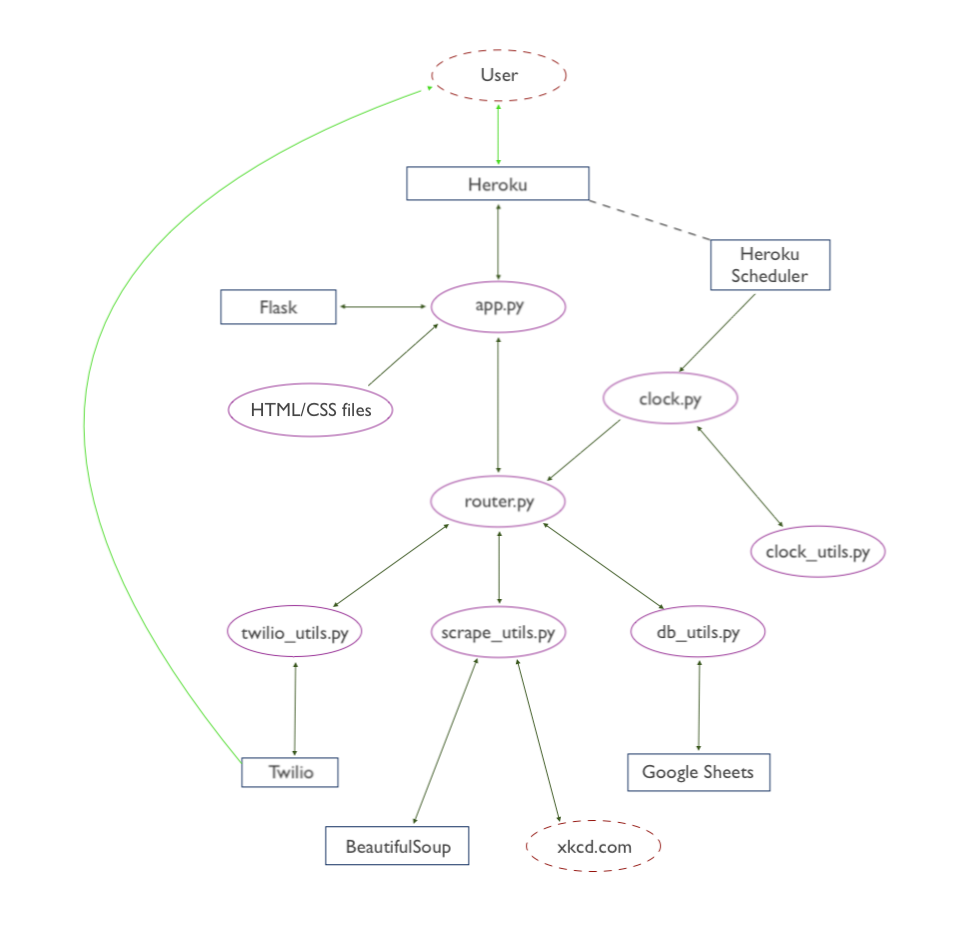 User
Heroku
Heroku
Scheduler
Flask
app.py
HTML/CSS files
clock.py
router.py
clock_utils.py
twilio_utils.py
scrape_utils.py
db_utils.py
Twilio
Google Sheets
BeautifulSoup
xkcd.com